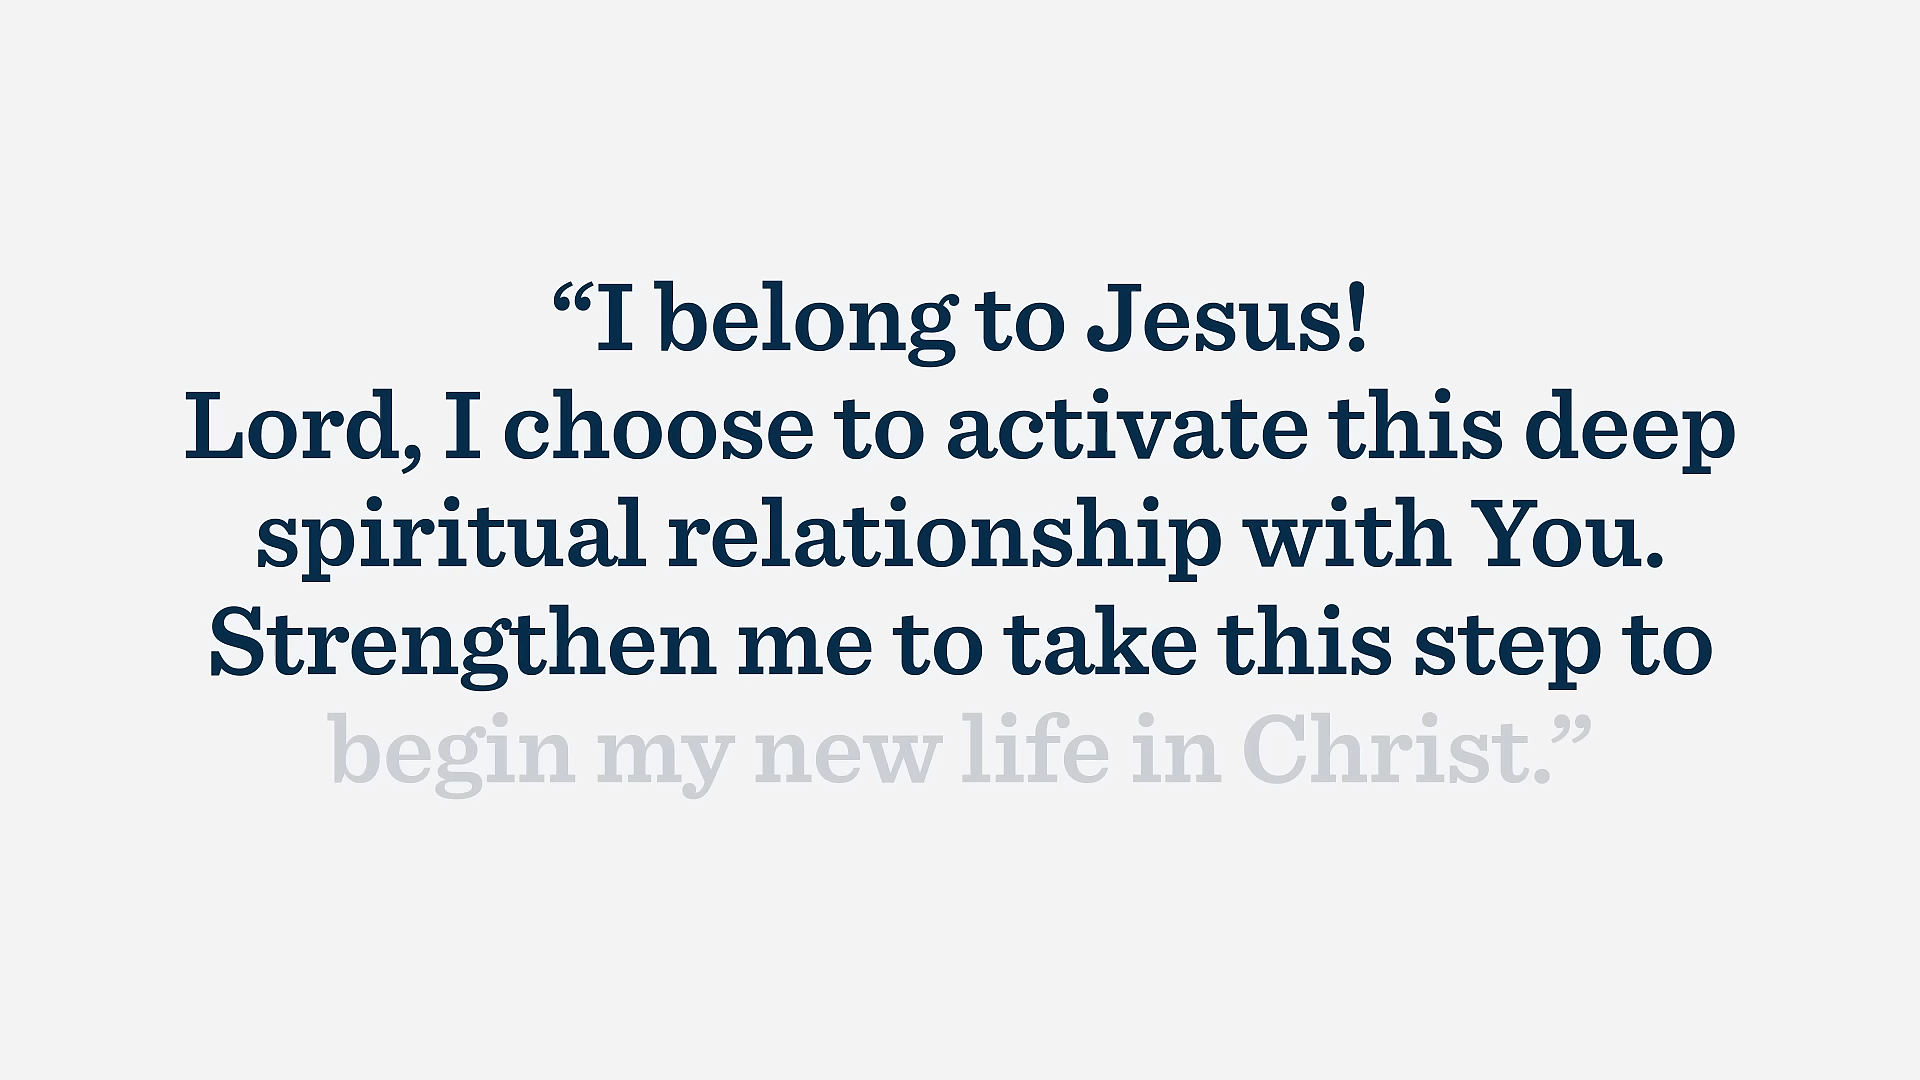 “I belong to Jesus!
Lord, I choose to activate this deep
spiritual relationship with You.
Strengthen me to take this step to
begin my new life in Christ.”